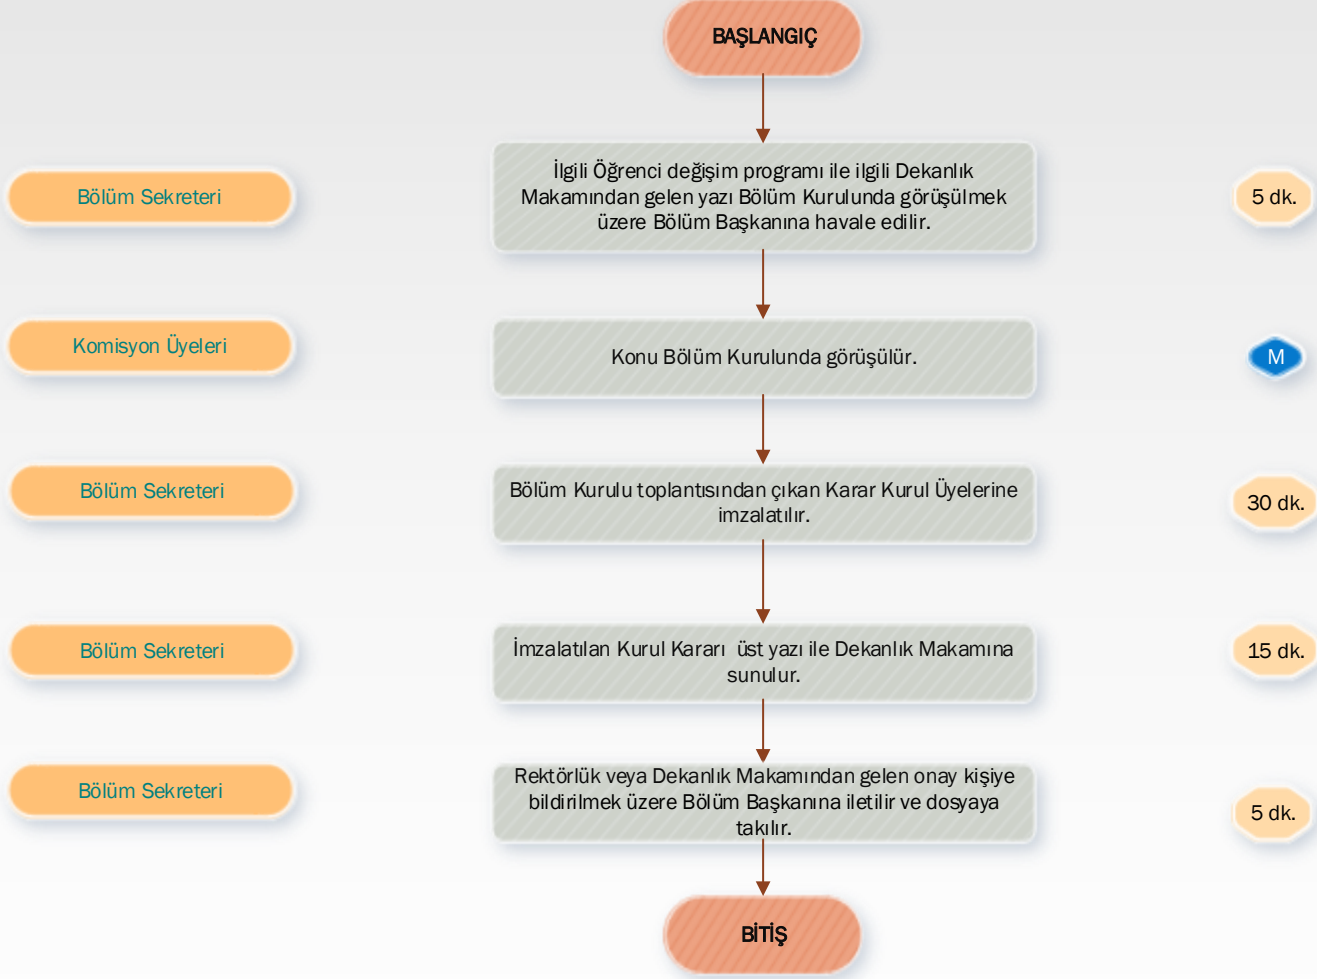 BAŞLANGIÇ
Bölüm Sekreteri
İlgili Öğrenci değişim programı ile ilgili Dekanlık
Makamından gelen yazı Bölüm Kurulunda görüşülmek
üzere Bölüm Başkanına havale edilir.
5 dk.
Komisyon Üyeleri
Konu Bölüm Kurulunda görüşülür.
M
Bölüm Sekreteri
Bölüm Kurulu toplantısından çıkan Karar Kurul Üyelerine
imzalatılır.
30 dk.
Bölüm Sekreteri
İmzalatılan Kurul Kararı  üst yazı ile Dekanlık Makamına
sunulur.
15 dk.
Bölüm Sekreteri
Rektörlük veya Dekanlık Makamından gelen onay kişiye
bildirilmek üzere Bölüm Başkanına iletilir ve dosyaya
takılır.
5 dk.
BİTİŞ